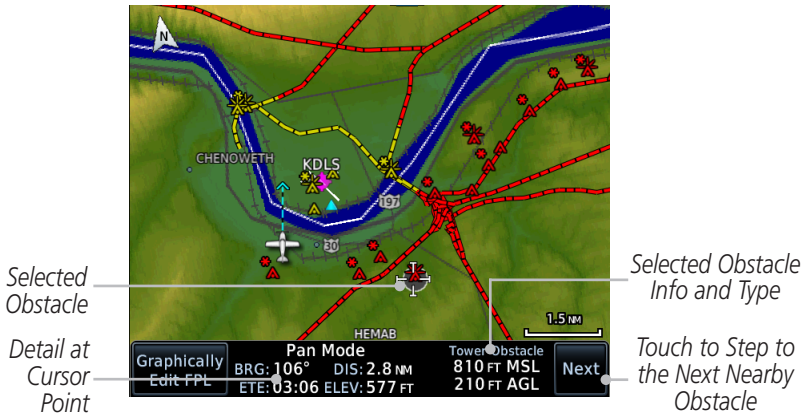 N
CHENOWETH
KDLS
197
30
Selected
Obstacle
Selected Obstacle
Info and Type
1.5 NM
HEMAB
Detail at
Cursor
Point
Graphically
Edit FPL
Pan Mode
BRG: 106° DIS: 2.8 NM
ETE: 03:06 ELEV: 577 FT
Tower Obstacle
810 FT MSL
210 FT AGL
Next
Touch to Step to
the Next Nearby
Obstacle